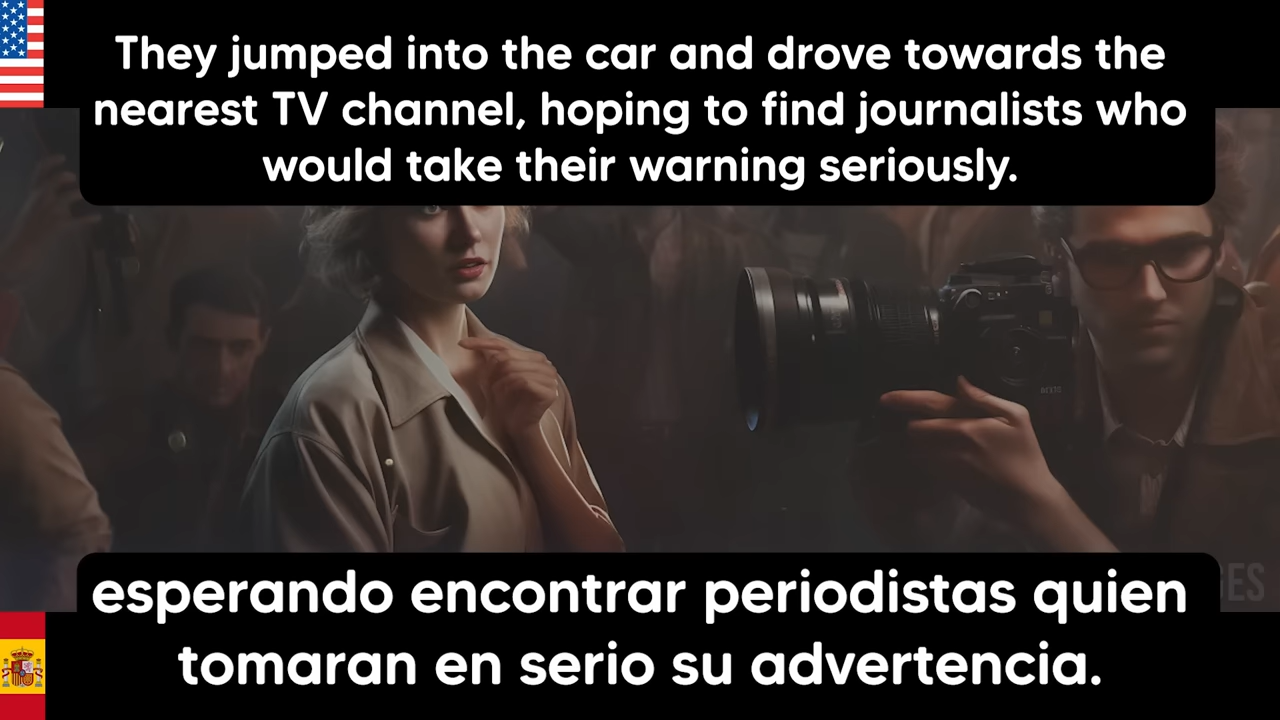 They jumped into the car and drove towards the
nearest TV channel, hoping to find journalists who
would take their warning seriously.
esperando encontrar periodistas quien
tomaran en serio su advertencia.